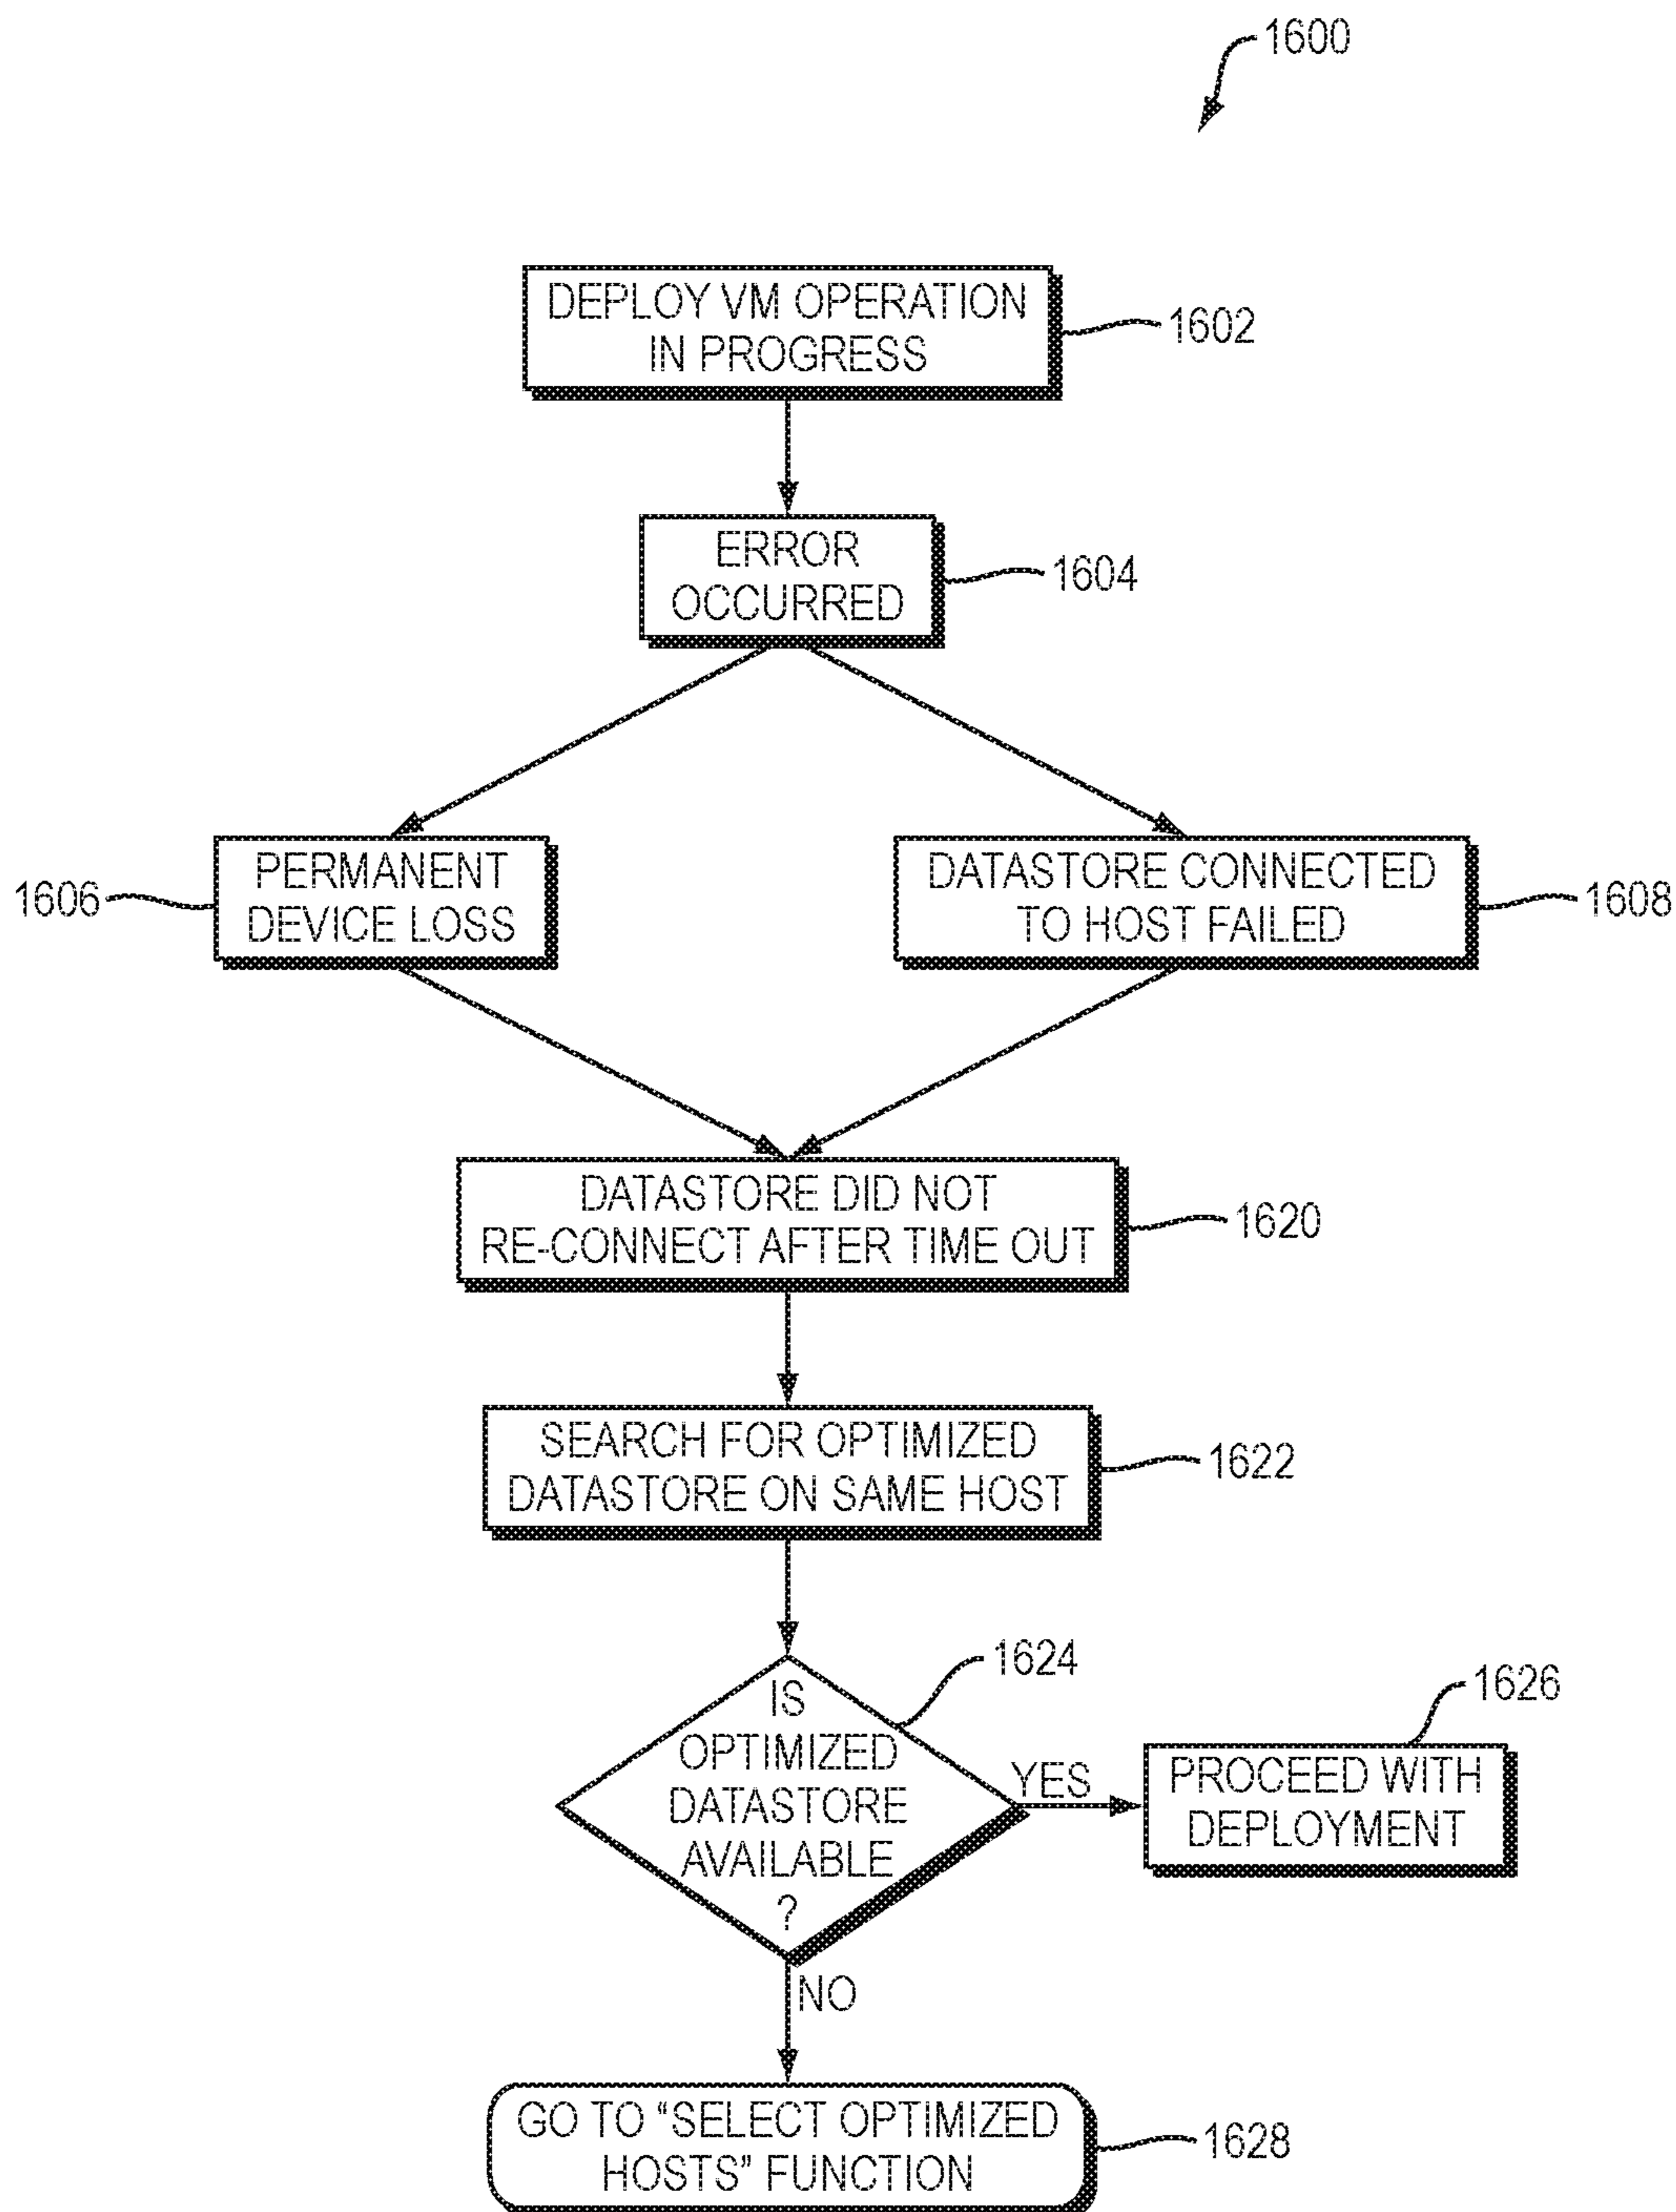 1600
DEPLOY VM OPERATION
IN PROGRESS
1602
ERROR
OCCURRED
1604
1606
PERMANENT
DEVICE LOSS
DATASTORE CONNECTED
TO HOST FAILED
1608
DATASTORE DID NOT
RE-CONNECT AFTER TIME OUT
1620
SEARCH FOR OPTIMIZED
DATASTORE ON SAME HOST
1622
1624
IS
OPTIMIZED
DATASTORE
AVAILABLE
?
YES
1626
PROCEED WITH
DEPLOYMENT
NO
GO TO “SELECT OPTIMIZED
HOSTS” FUNCTION
1628